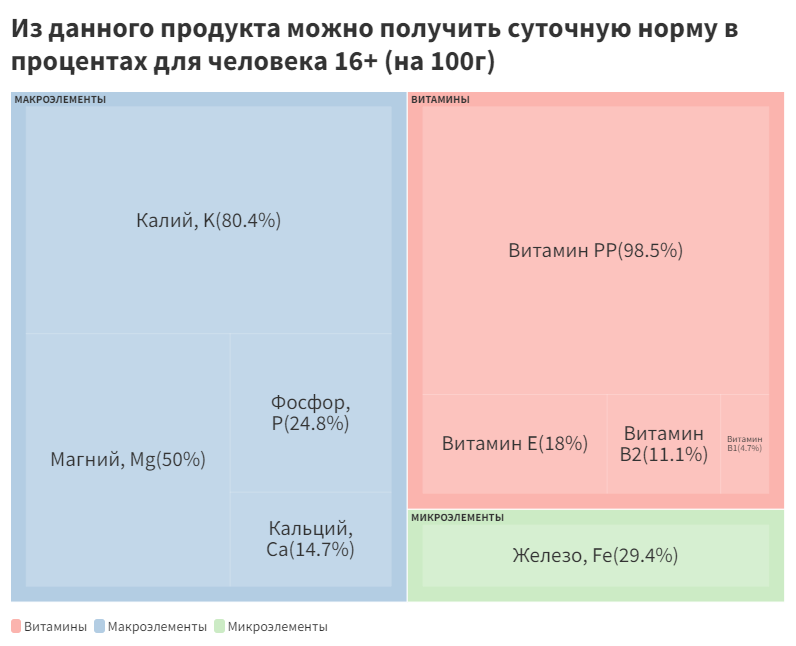 Из данного продукта можно получить суточную норму в
процентах для человека 16+ (на 100г)
МАКРОЭЛЕМЕНТЫ
Калий, K(80.4%)
Магний, Mg(50%)
Фосфор,
P(24.8%)
Кальций,
Ca(14.7%)
ВИТАМИНЫ
Витамин PP(98.5%)
Витамин E(18%)
Витамин
B2(11.1%)
Витамин
B1(4.7%)
МИКРОЭЛЕМЕНТЫ
Железо, Fe(29.4%)
Витамины Макроэлементы Микроэлементы